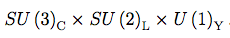 SU (3)_C × SU (2)_L × U (1)_Y.